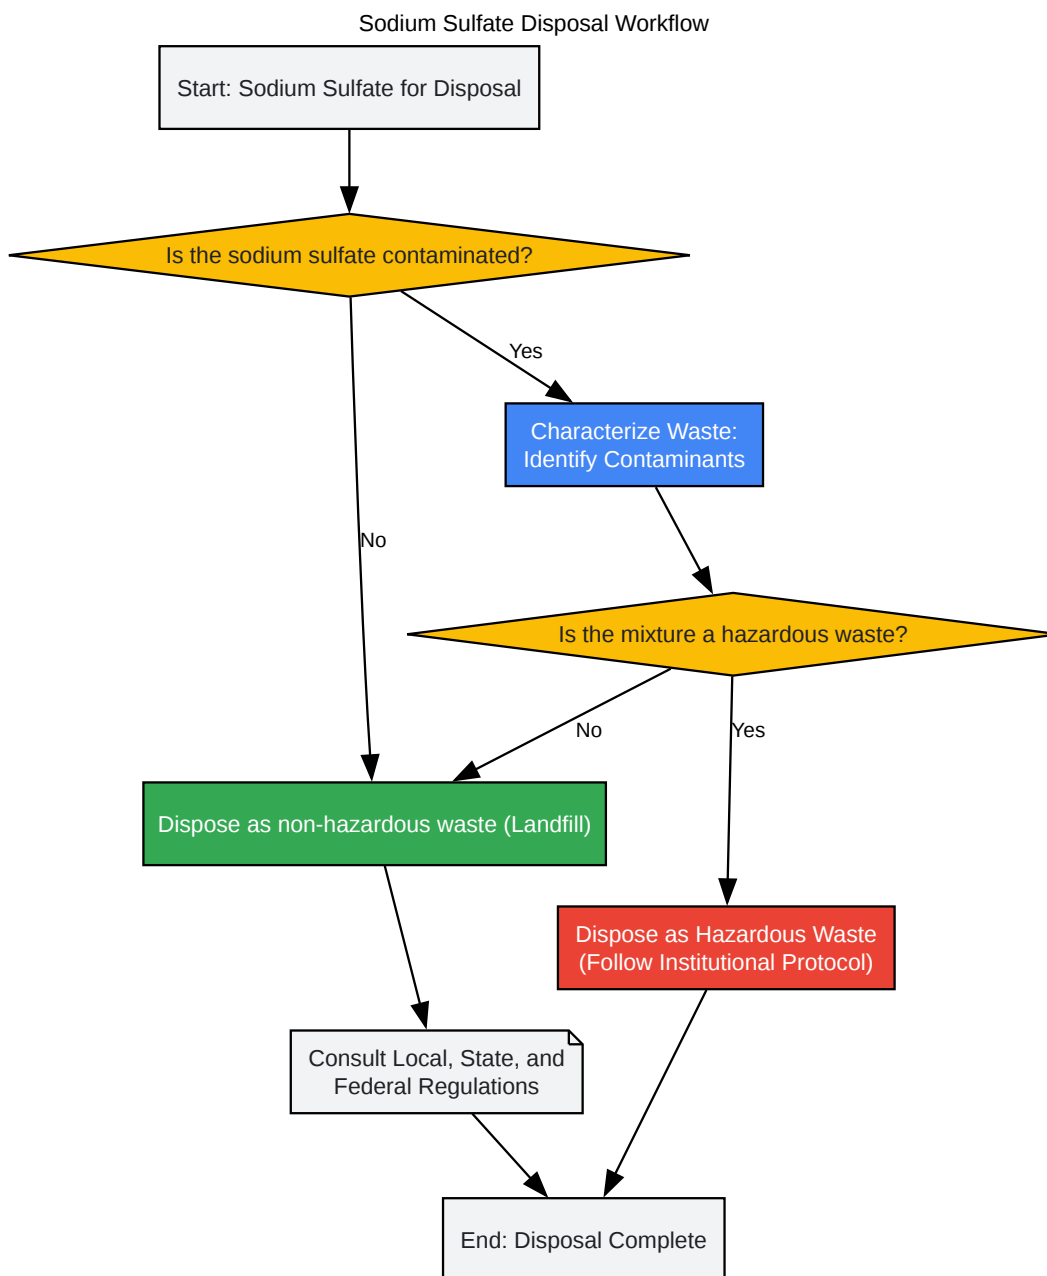 Sodium Sulfate Disposal Workflow
Start: Sodium Sulfate for Disposal
Is the sodium sulfate contaminated?
Yes
Characterize Waste:
Identify Contaminants
No
Is the mixture a hazardous waste?
No
Yes
Dispose as non-hazardous waste (Landfill)
Dispose as Hazardous Waste
(Follow Institutional Protocol)
Consult Local, State, and
Federal Regulations
End: Disposal Complete